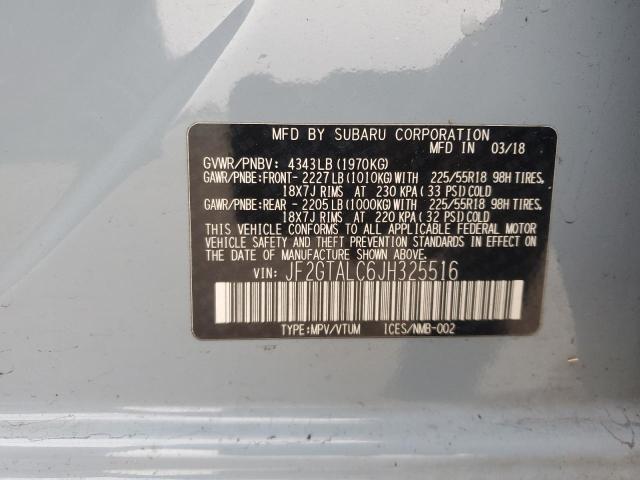 MFD BY SUBARU CORPORATION
MFD IN 03/18
GVWR/PNBV: 4343LB (1970KG)
GAWR/PNBE:FRONT- 2227LB (1010KG) WITH 225/55R18 98H TIRES,
18X7J RIMS AT 230 KPA ( 33 PSI) COLD
GAWR/PNBE:REAR - 2205LB (1000KG) WITH 225/55R18 98H TIRES,
18X7J RIMS AT 220 KPA ( 32 PSI) COLD
THIS VEHICLE CONFORMS TO ALL APPLICABLE FEDERAL MOTOR
VEHICLE SAFETY AND THEFT PREVENTION STANDARDS IN EFFECT
ON THE DATE OF MANUFACTURE SHOWN ABOVE.
VIN: JF2GTALC6JH325516
TYPE:MPV/VTUM ICES/NMB-002